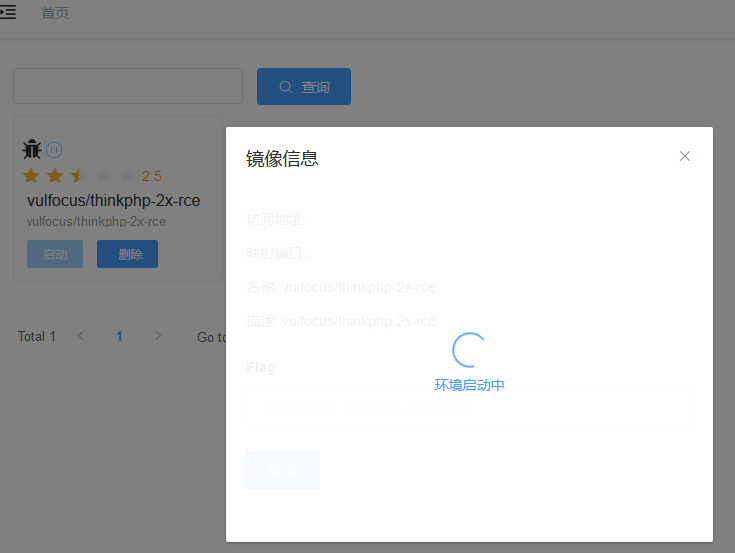 首页
查询
2.5
vulfocus/thinkphp-2x-rce
vulfocus/thinkphp-2x-rce
启动 删除
Total 1 1 Go to
镜像信息
访问地址:
映射端口：
名称: vulfocus/thinkphp-2x-rce
描述: vulfocus/thinkphp-2x-rce
环境启动中
Flag
提交